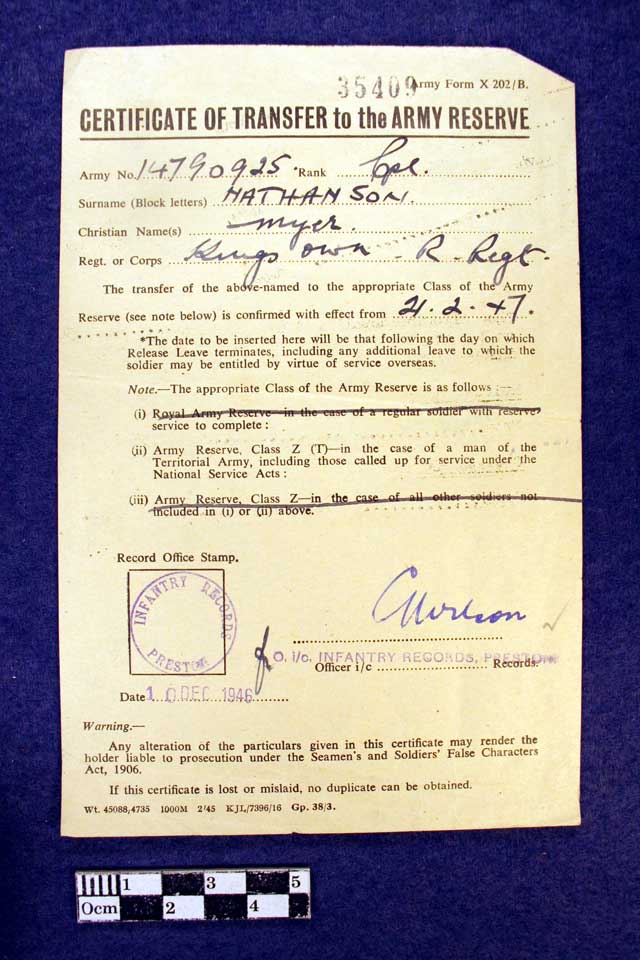 35409 Army Form X 202/B.
CERTIFICATE OF TRANSFER to the ARMY RESERVE
Army No. 14790925. Rank Cpl.
Surname (Block letters) NATHANSON.
Christian Name(s) Myer.
Regt. or Corps Kings Own R. Regt.
The transfer of the above-named to the appropriate Class of the Army
Reserve (see note below) is confirmed with effect from 21.2.47.*
*The date to be inserted here will be that following the day on which
Release Leave terminates, including any additional leave to which the
soldier may be entitled by virtue of service overseas.
Note.—The appropriate Class of the Army Reserve is as follows :—
(i) Royal Army Reserve—in the case of a regular soldier with reserve
service to complete :
(ii) Army Reserve, Class Z (T)—in the case of a man of the
Territorial Army, including those called up for service under the
National Service Acts :
(iii) Army Reserve, Class Z—in the case of all other soldiers not
included in (i) or (ii) above.
Record Office Stamp.
INFANTRY RECORDS
PRESTON
O. i/c. INFANTRY RECORDS, PRESTON
Officer i/c Records.
Date 10 DEC 1946
Warning.—
Any alteration of the particulars given in this certificate may render the
holder liable to prosecution under the Seamen's and Soldiers' False Characters
Act, 1906.
If this certificate is lost or mislaid, no duplicate can be obtained.
Wt. 45088/4735 1000M 2/45 KJL/7396/16 Gp. 38/3.
1 3 5
0cm 2 4